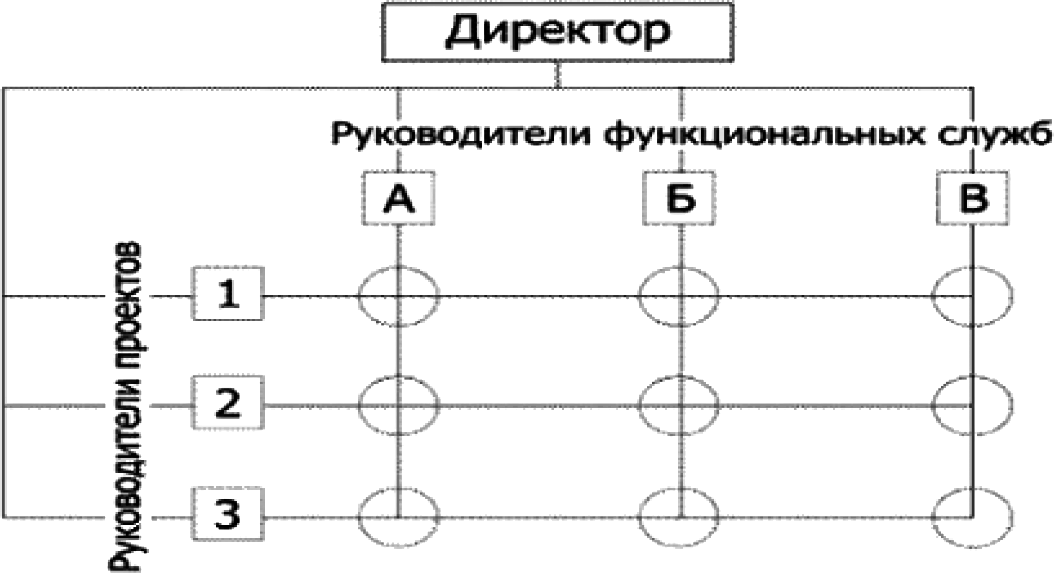 Директор
Руководители функциональных служб
А
Б
В
Руководители проектов
1
2
3